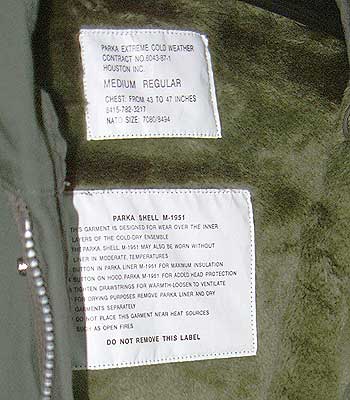 PARKA EXTREME COLD WEATHER
CONTRACT NO.8043-87-1
HOUSTON INC.
MEDIUM REGULAR
CHEST: FROM 43 TO 47 INCHES
8415-782-3217
NATO SIZE: 7080/8494
PARKA SHELL M-1951
THIS GARMENT IS DESIGNED FOR WEAR OVER THE INNER
LAYERS OF THE COLD-DRY ENSEMBLE
THE PARKA, SHELL M-1951 MAY ALSO BE WORN WITHOUT
LINER IN MODERATE, TEMPERATURES
BUTTON IN PARKA LINER M-1951 FOR MAXMUM INSULATION
BUTTON ON HOOD, PARKA M-1951 FOR ADDED HEAD PROTECTION
TIGHTEN DRAWSTRINGS FOR WARMTH-LOOSEN TO VENTILATE
FOR DRYING PURPOSES REMOVE PARKA LINER AND DRY
GARMENTS SEPARATELY
DO NOT PLACE THIS GARMENT NEAR HEAT SOURCES
SUCH AS OPEN FIRES
DO NOT REMOVE THIS LABEL